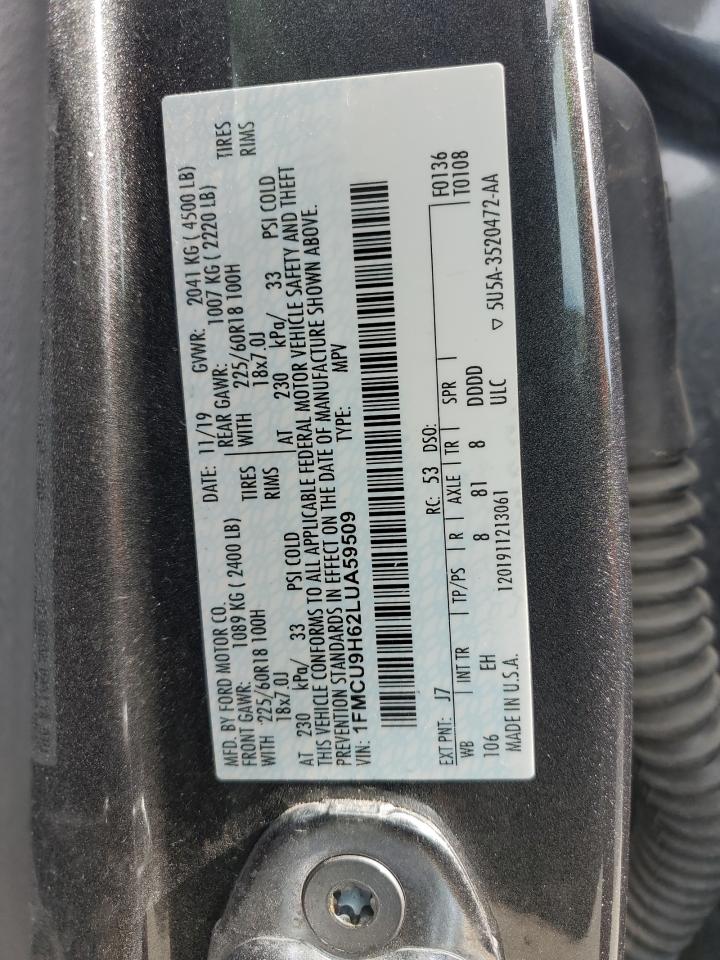 MFD. BY FORD MOTOR CO.
DATE: 11/19 GVWR: 2041 KG ( 4500 LB)
FRONT GAWR: 1089 KG ( 2400 LB) REAR GAWR: 1007 KG ( 2220 LB)
WITH 225/60R18 100H TIRES WITH 225/60R18 100H TIRES
18x7.0J RIMS 18x7.0J RIMS
AT 230 kPa/ 33 PSI COLD AT 230 kPa/ 33 PSI COLD
THIS VEHICLE CONFORMS TO ALL APPLICABLE FEDERAL MOTOR VEHICLE SAFETY AND THEFT
PREVENTION STANDARDS IN EFFECT ON THE DATE OF MANUFACTURE SHOWN ABOVE.
VIN: 1FMCU9H62LUA59509 TYPE: MPV
F0136
EXT PNT: J7 RC: 53 DSO: T0108
WB INT TR TP/PS R AXLE TR SPR
106 EH 8 81 8 DDDD
MADE IN U.S.A. 1201911213061 ULC ▽ 5U5A-3520472-AA